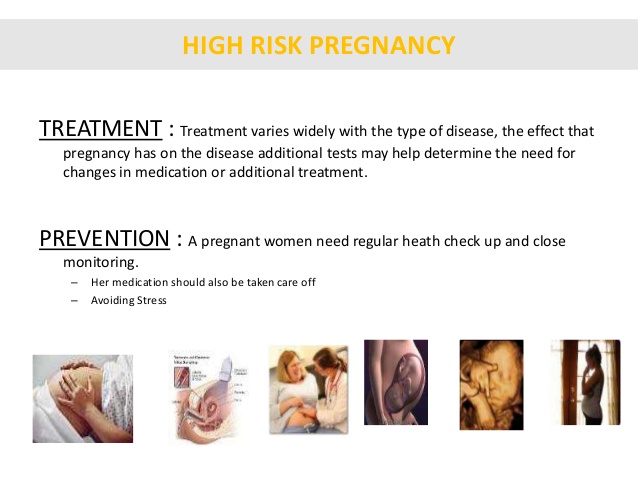 HIGH RISK PREGNANCY
TREATMENT : Treatment varies widely with the type of disease, the effect that
pregnancy has on the disease additional tests may help determine the need for
changes in medication or additional treatment.
PREVENTION : A pregnant women need regular heath check up and close
monitoring.
– Her medication should also be taken care off
– Avoiding Stress